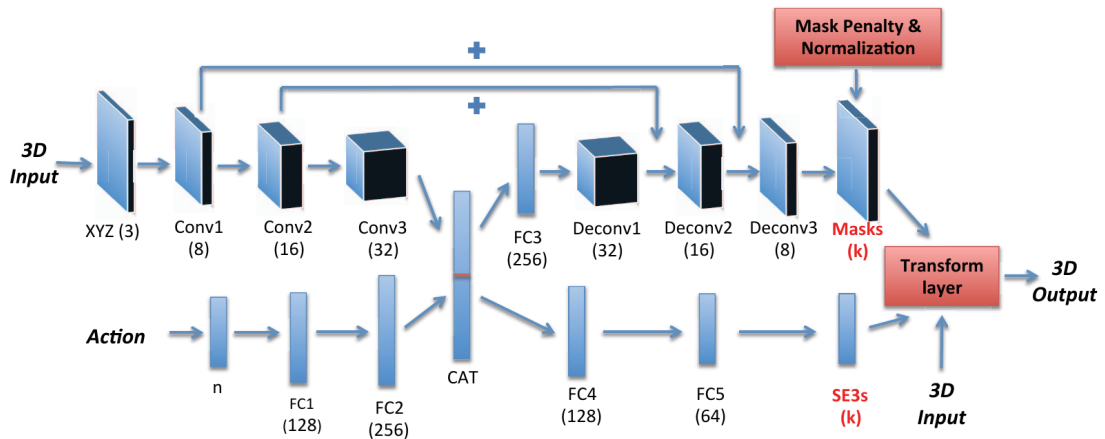 Mask Penalty &
Normalization
+
+
3D
Input
XYZ (3)
Conv1
(8)
Conv2
(16)
Conv3
(32)
FC3
(256)
Deconv1
(32)
Deconv2
(16)
Deconv3
(8)
Masks
(k)
Transform
layer
3D
Output
Action
n
FC1
(128)
FC2
(256)
CAT
FC4
(128)
FC5
(64)
SE3s
(k)
3D
Input